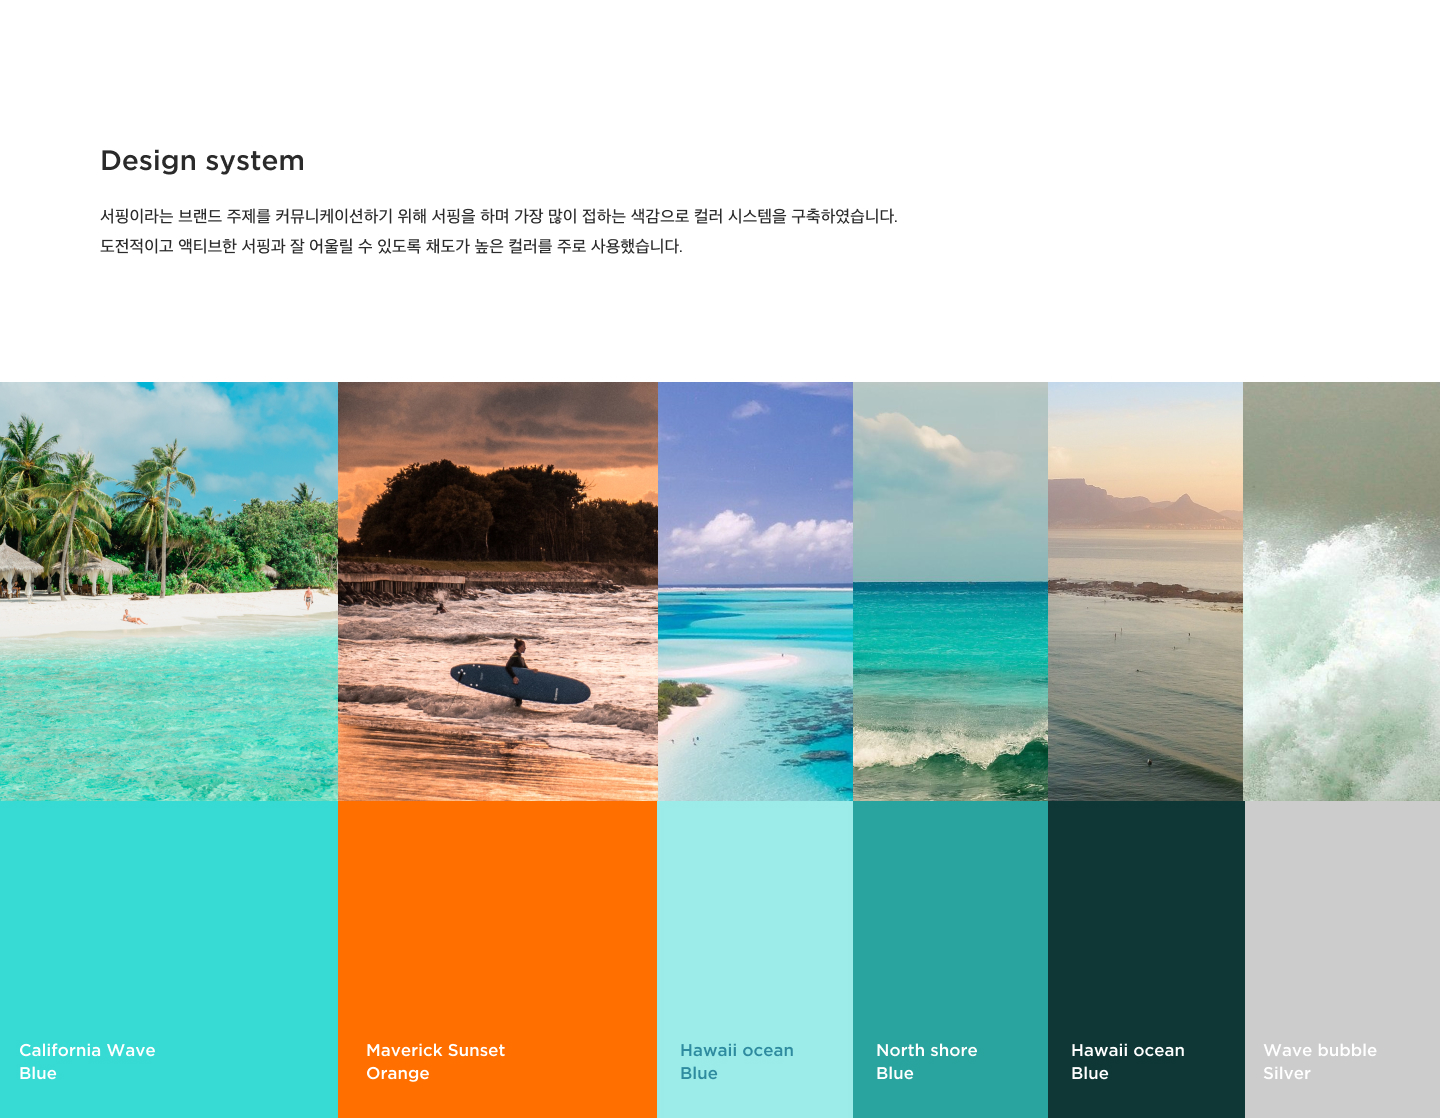 Design system
서핑이라는 브랜드 주제를 커뮤니케이션하기 위해 서핑을 하며 가장 많이 접하는 색감으로 컬러 시스템을 구축하였습니다.
도전적이고 액티브한 서핑과 잘 어울릴 수 있도록 채도가 높은 컬러를 주로 사용했습니다.
California Wave
Blue
Maverick Sunset
Orange
Hawaii ocean
Blue
North shore
Blue
Hawaii ocean
Blue
Wave bubble
Silver